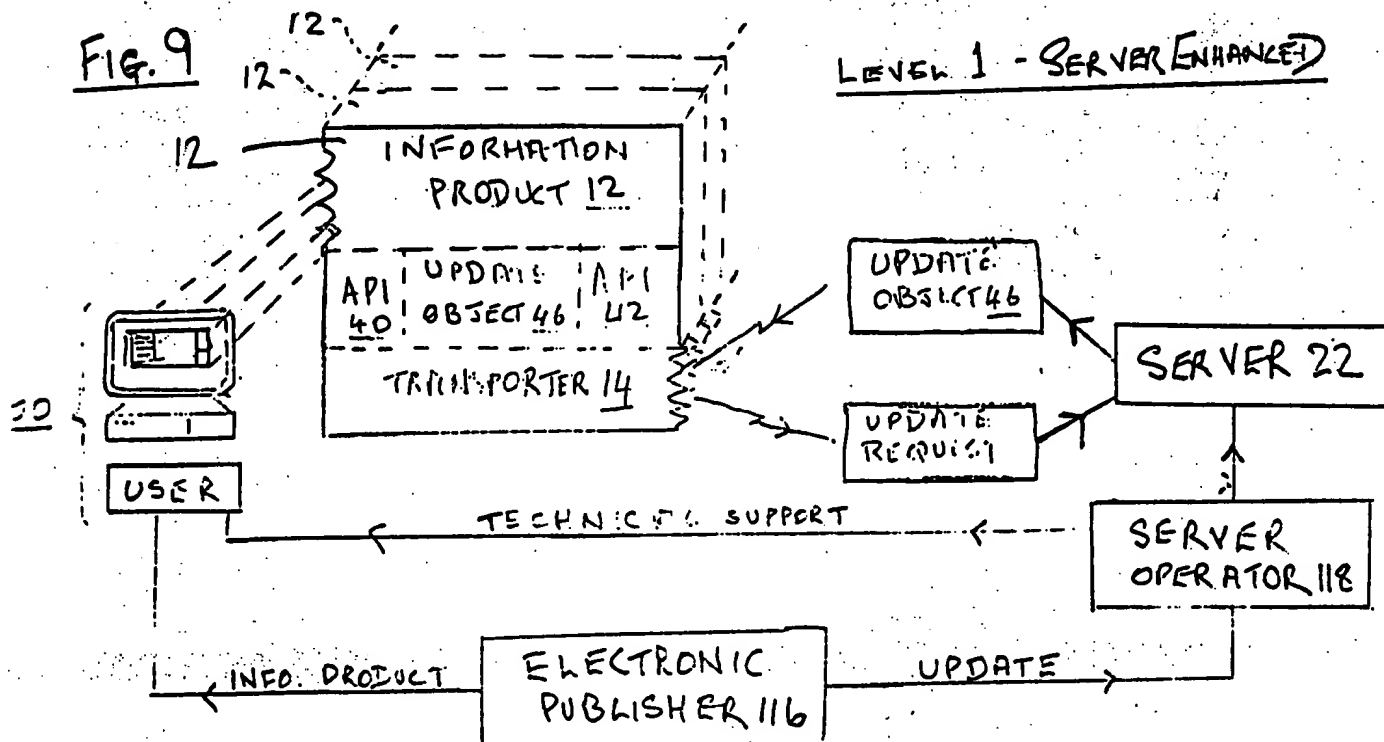 FIG. 9
LEVEL 1 - SERVER ENHANCED
12
12
12
INFORMATION
PRODUCT 12
API
40
UPDATE
OBJECT 46
API
42
TRANSPORTER 14
UPDATE
OBJECT 46
SERVER 22
UPDATE
REQUEST
USER
TECHNICAL SUPPORT
SERVER
OPERATOR 118
INFO. PRODUCT
ELECTRONIC
PUBLISHER 116
UPDATE